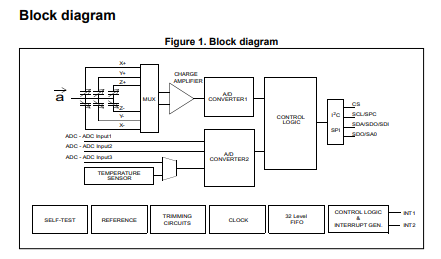 Block diagram
Figure 1. Block diagram
X+
Y+
Z+
a
Z-
Y-
X-
MUX
CHARGE
AMPLIFIER
A/D
CONVERTER1
CONTROL
LOGIC
I²C
SPI
CS
SCL/SPC
SDA/SDO/SDI
SDO/SA0
ADC - ADC Input1
ADC - ADC Input2
ADC - ADC Input3
A/D
CONVERTER2
TEMPERATURE
SENSOR
SELF-TEST
REFERENCE
TRIMMING
CIRCUITS
CLOCK
32 Level
FIFO
CONTROL LOGIC
&
INTERRUPT GEN.
INT1
INT2